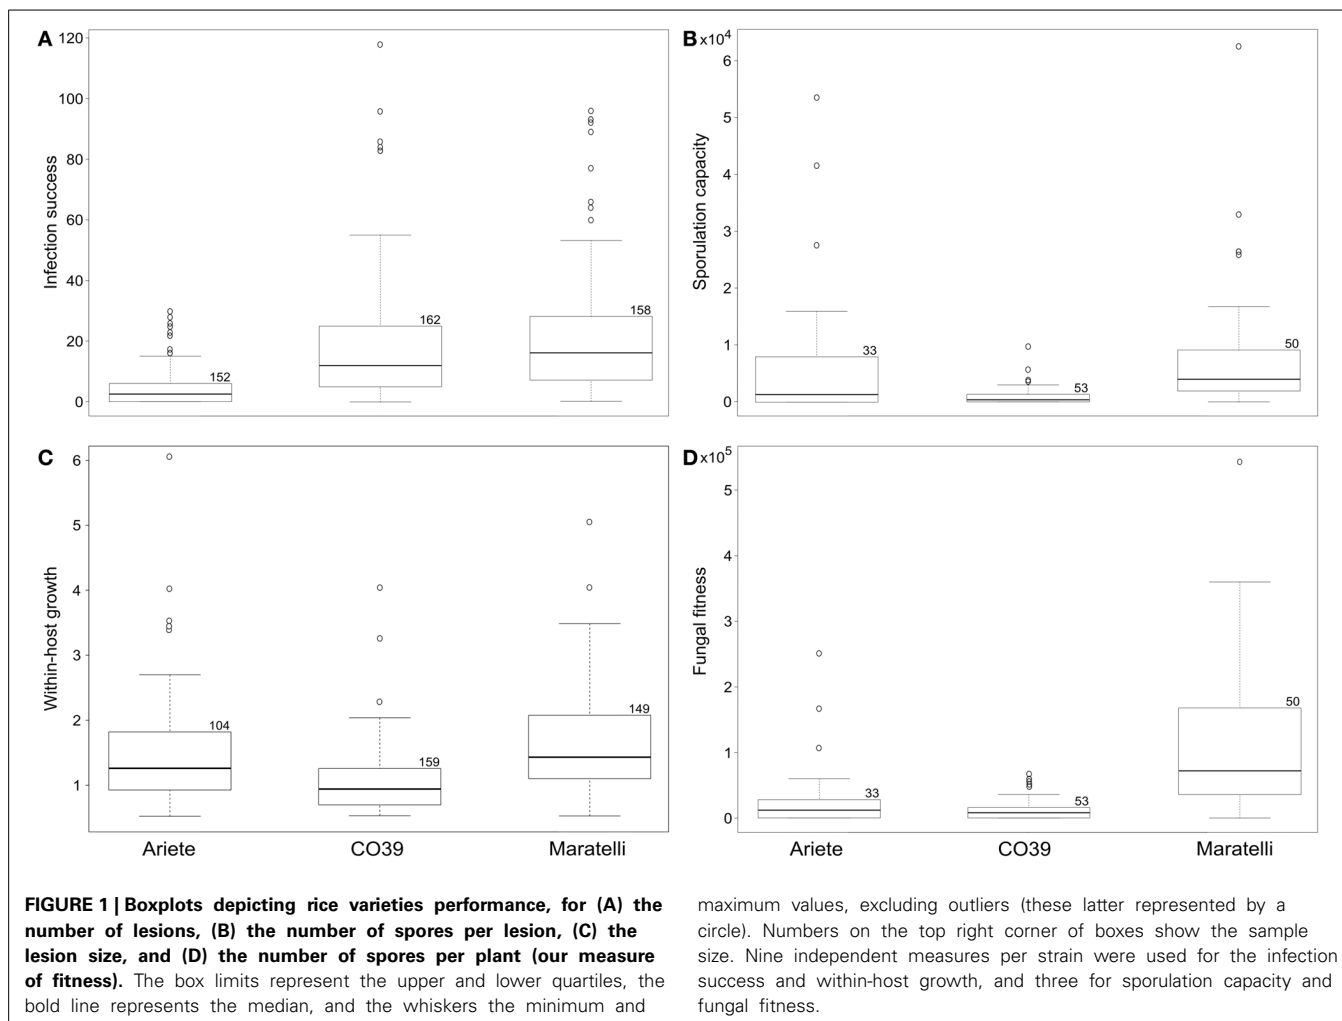 A
120
100
80
60
40
20
0
Infection success
152
162
158
B
x10⁴
6
5
4
3
2
1
0
Sporulation capacity
33
53
50
C
6
5
4
3
2
1
Within-host growth
104
159
149
Ariete
CO39
Maratelli
D
x10⁵
5
4
3
2
1
0
Fungal fitness
33
53
50
Ariete
CO39
Maratelli
FIGURE 1 | Boxplots depicting rice varieties performance, for (A) the
number of lesions, (B) the number of spores per lesion, (C) the
lesion size, and (D) the number of spores per plant (our measure
of fitness). The box limits represent the upper and lower quartiles, the
bold line represents the median, and the whiskers the minimum and
maximum values, excluding outliers (these latter represented by a
circle). Numbers on the top right corner of boxes show the sample
size. Nine independent measures per strain were used for the infection
success and within-host growth, and three for sporulation capacity and
fungal fitness.